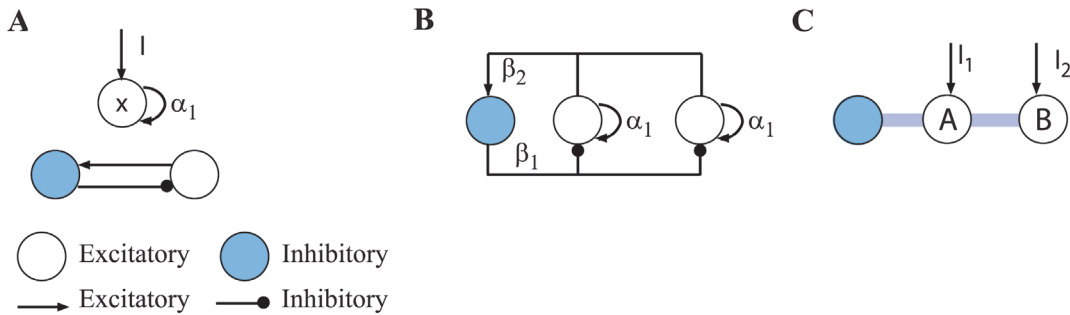 A
I
x
α1
Excitatory
Inhibitory
Excitatory
Inhibitory
B
β2
α1
α1
β1
C
I1
I2
A
B